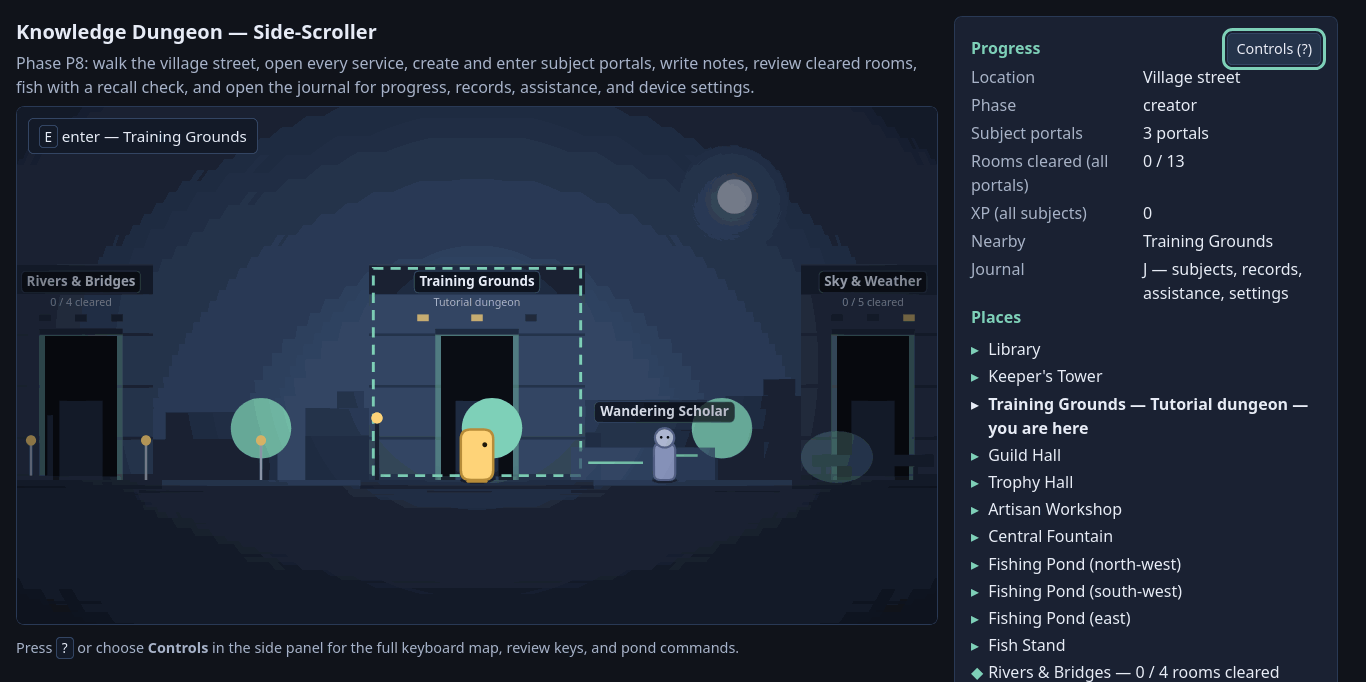 Knowledge Dungeon — Side-Scroller
Phase P8: walk the village street, open every service, create and enter subject portals, write notes, review cleared rooms,
fish with a recall check, and open the journal for progress, records, assistance, and device settings.
E enter — Training Grounds
Rivers & Bridges
0 / 4 cleared
Training Grounds
Tutorial dungeon
Sky & Weather
0 / 5 cleared
Wandering Scholar
Press ? or choose Controls in the side panel for the full keyboard map, review keys, and pond commands.
Progress
Controls (?)
Location Village street
Phase creator
Subject portals 3 portals
Rooms cleared (all 0 / 13
portals)
XP (all subjects) 0
Nearby Training Grounds
Journal J — subjects, records,
assistance, settings
Places
▸ Library
▸ Keeper's Tower
▸ Training Grounds — Tutorial dungeon —
you are here
▸ Guild Hall
▸ Trophy Hall
▸ Artisan Workshop
▸ Central Fountain
▸ Fishing Pond (north-west)
▸ Fishing Pond (south-west)
▸ Fishing Pond (east)
▸ Fish Stand
◆ Rivers & Bridges — 0 / 4 rooms cleared